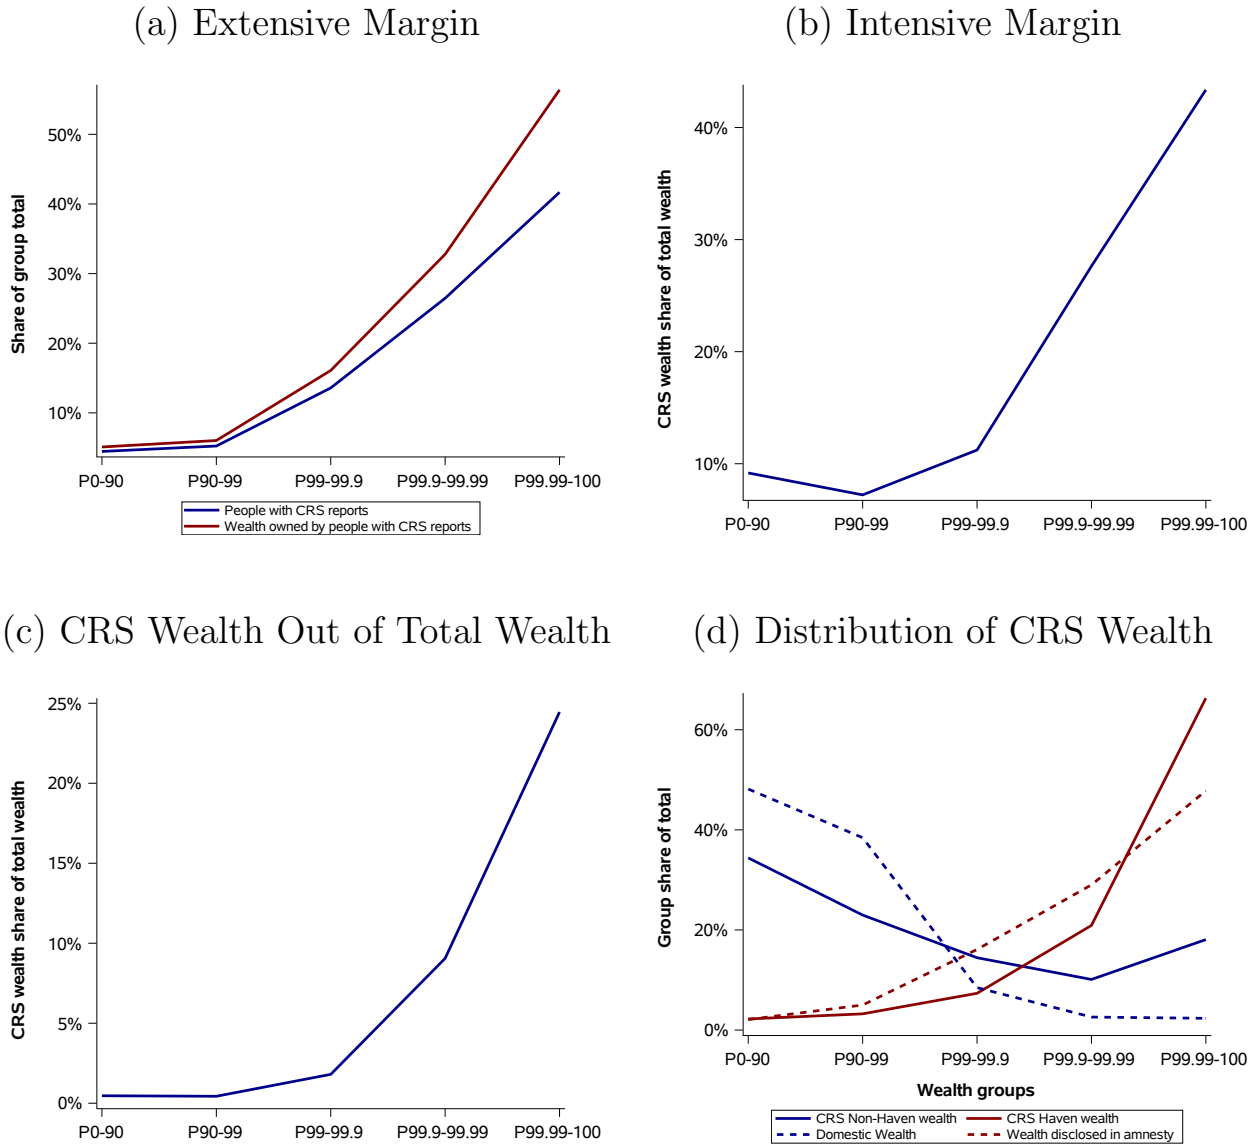 (a) Extensive Margin
Share of group total
50%
40%
30%
20%
10%
P0-90 P90-99 P99-99.9 P99.9-99.99 P99.99-100
People with CRS reports
Wealth owned by people with CRS reports
(b) Intensive Margin
CRS wealth share of total wealth
40%
30%
20%
10%
P0-90 P90-99 P99-99.9 P99.9-99.99 P99.99-100
(c) CRS Wealth Out of Total Wealth
CRS wealth share of total wealth
25%
20%
15%
10%
5%
0%
P0-90 P90-99 P99-99.9 P99.9-99.99 P99.99-100
(d) Distribution of CRS Wealth
Group share of total
60%
40%
20%
0%
P0-90 P90-99 P99-99.9 P99.9-99.99 P99.99-100
Wealth groups
CRS Non-Haven wealth CRS Haven wealth
Domestic Wealth Wealth disclosed in amnesty